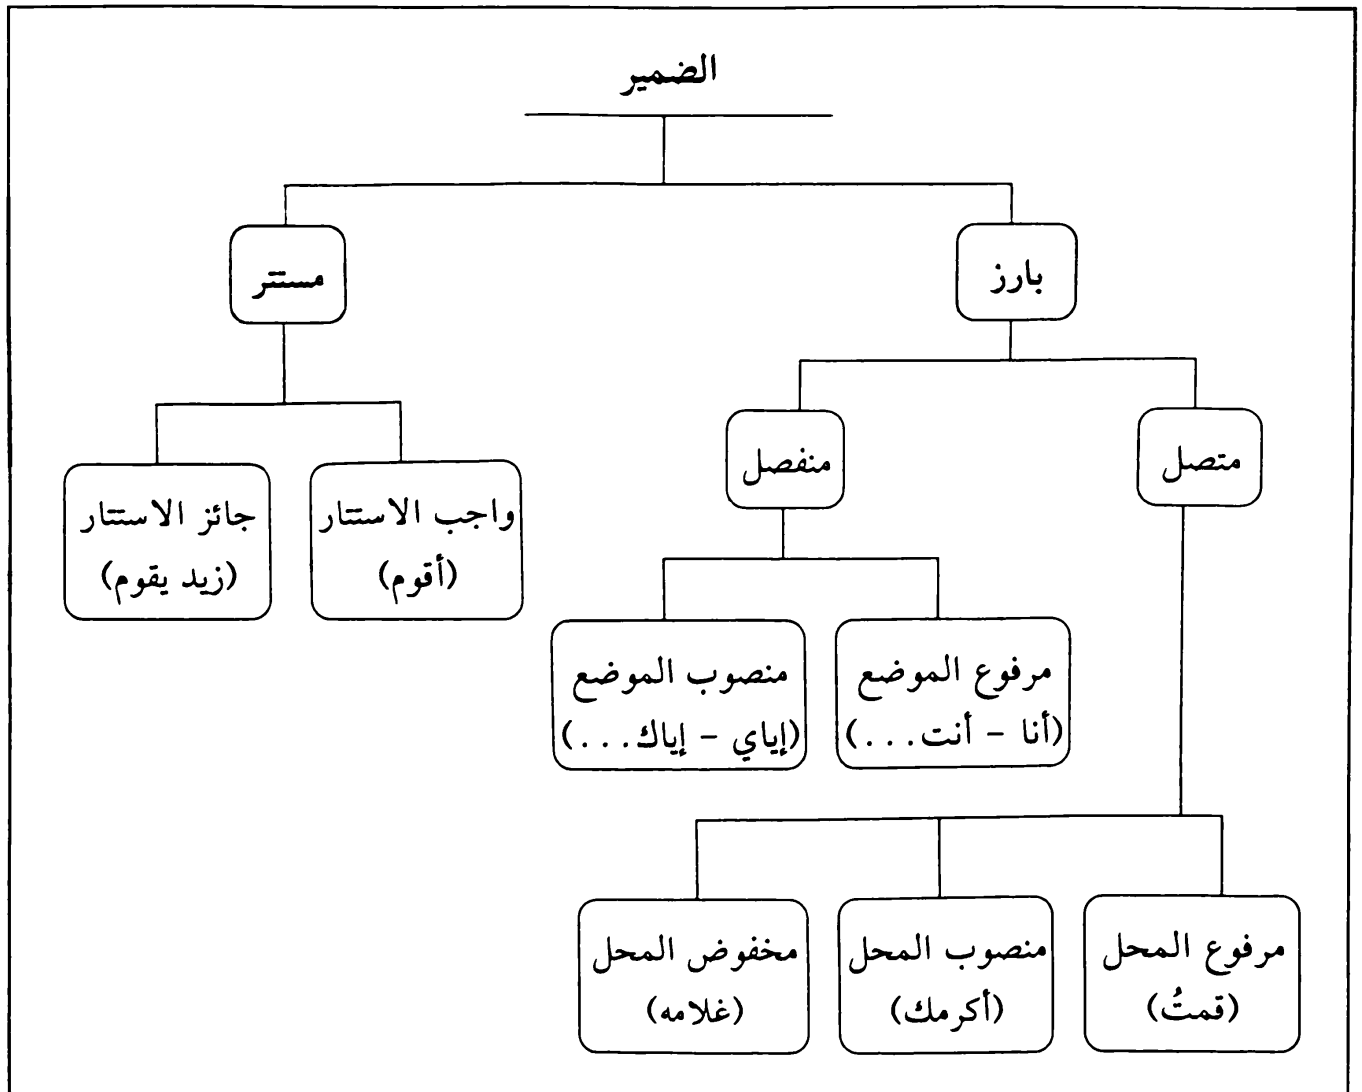 الضمير
بارز
مستتر
متصل
منفصل
واجب الاستتار
(أقوم)
جائز الاستتار
(زيد يقوم)
مرفوع الموضع
(أنا - أنت...)
منصوب الموضع
(إياي - إياك...)
مرفوع المحل
(قمتُ)
منصوب المحل
(أكرمك)
مخفوض المحل
(غلامه)